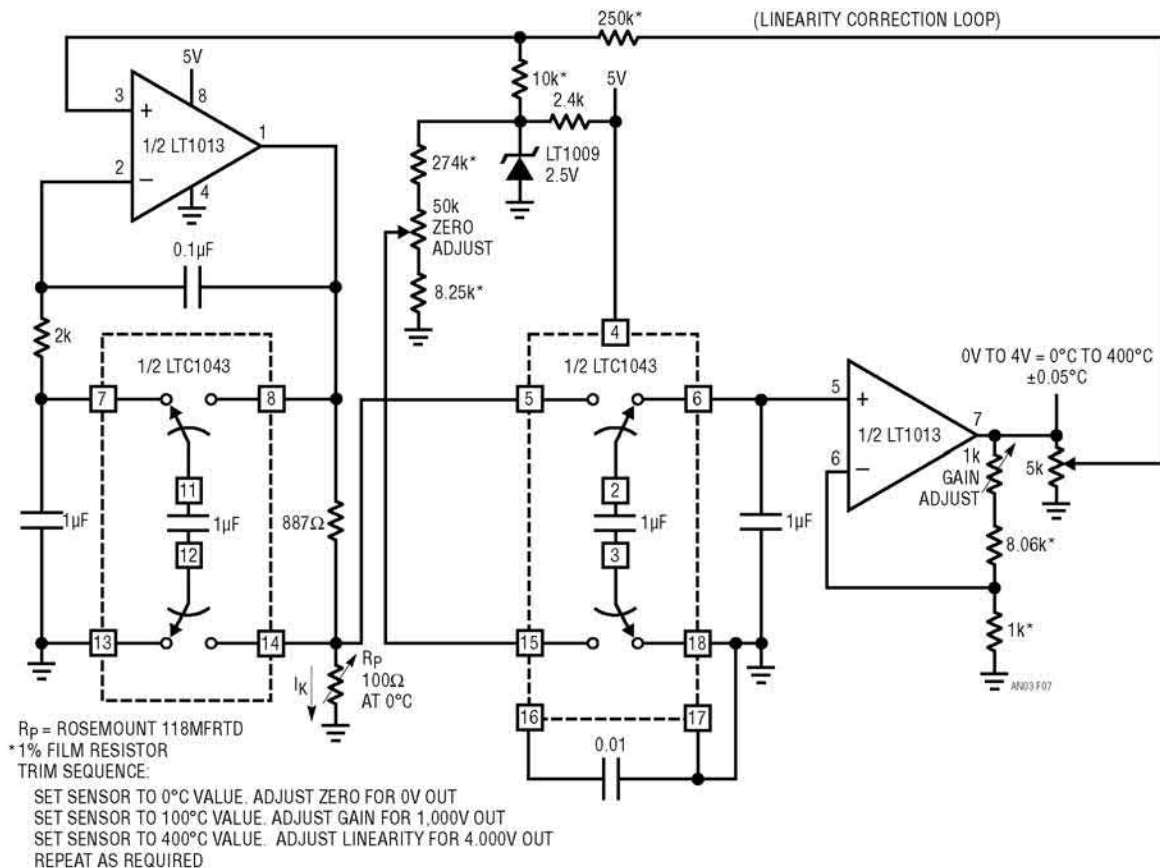 250k*
(LINEARITY CORRECTION LOOP)
5V
10k*
5V
3
+
8
2.4k
1/2 LT1013
1
274k*
LT1009
2.5V
2
–
4
50k
ZERO
ADJUST
0.1µF
8.25k*
2k
4
1/2 LTC1043
1/2 LTC1043
0V TO 4V = 0°C TO 400°C
±0.05°C
7
8
5
6
5
+
1/2 LT1013
7
6
–
1k
GAIN
ADJUST
5k
11
2
1µF
1µF
887Ω
1µF
1µF
12
3
8.06k*
13
14
15
18
1k*
IK
RP
100Ω
AT 0°C
AN03 F07
16
17
0.01
RP = ROSEMOUNT 118MFRTD
*1% FILM RESISTOR
TRIM SEQUENCE:
SET SENSOR TO 0°C VALUE. ADJUST ZERO FOR 0V OUT
SET SENSOR TO 100°C VALUE. ADJUST GAIN FOR 1,000V OUT
SET SENSOR TO 400°C VALUE. ADJUST LINEARITY FOR 4.000V OUT
REPEAT AS REQUIRED